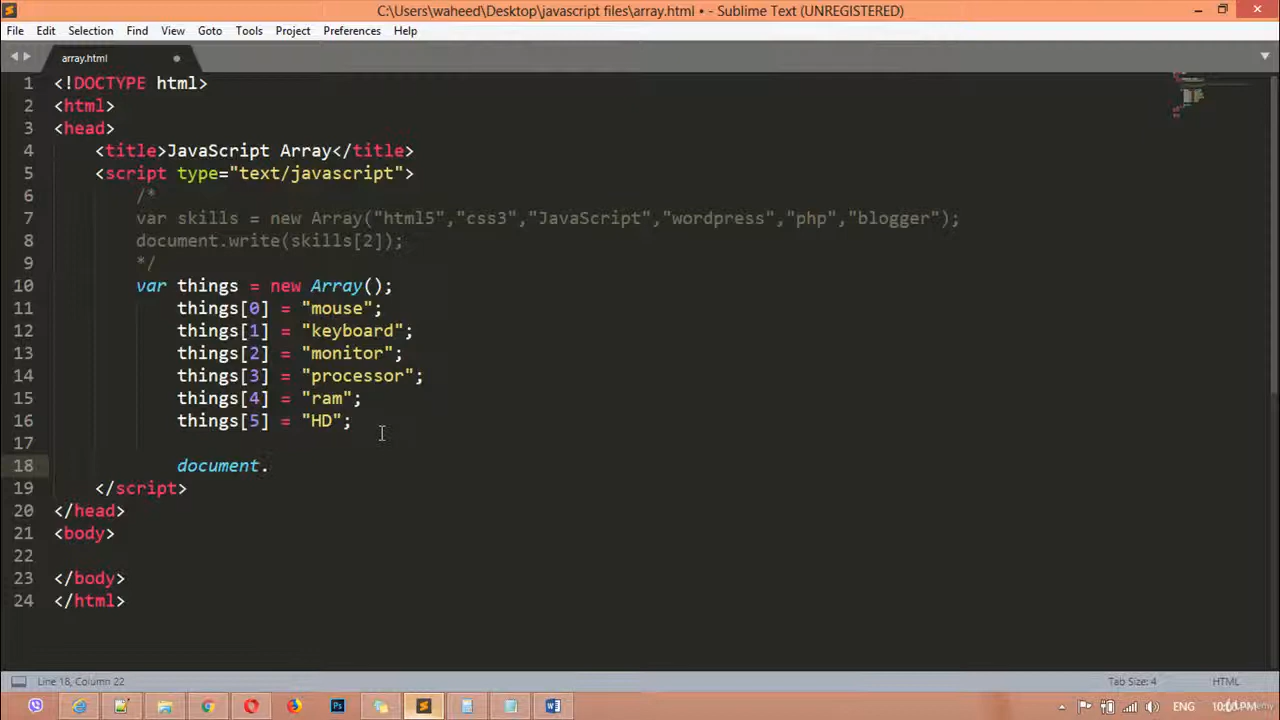 C:\Users\waheed\Desktop\javascript files\array.html • - Sublime Text (UNREGISTERED)
File Edit Selection Find View Goto Tools Project Preferences Help
array.html
1 <!DOCTYPE html>
2 <html>
3 <head>
4 <title>JavaScript Array</title>
5 <script type="text/javascript">
6 /*
7 var skills = new Array("html5","css3","JavaScript","wordpress","php","blogger");
8 document.write(skills[2]);
9 */
10 var things = new Array();
11 things[0] = "mouse";
12 things[1] = "keyboard";
13 things[2] = "monitor";
14 things[3] = "processor";
15 things[4] = "ram";
16 things[5] = "HD";
17
18 document.
19 </script>
20 </head>
21 <body>
22
23 </body>
24 </html>
Line 18, Column 22 Tab Size: 4 HTML
ENG